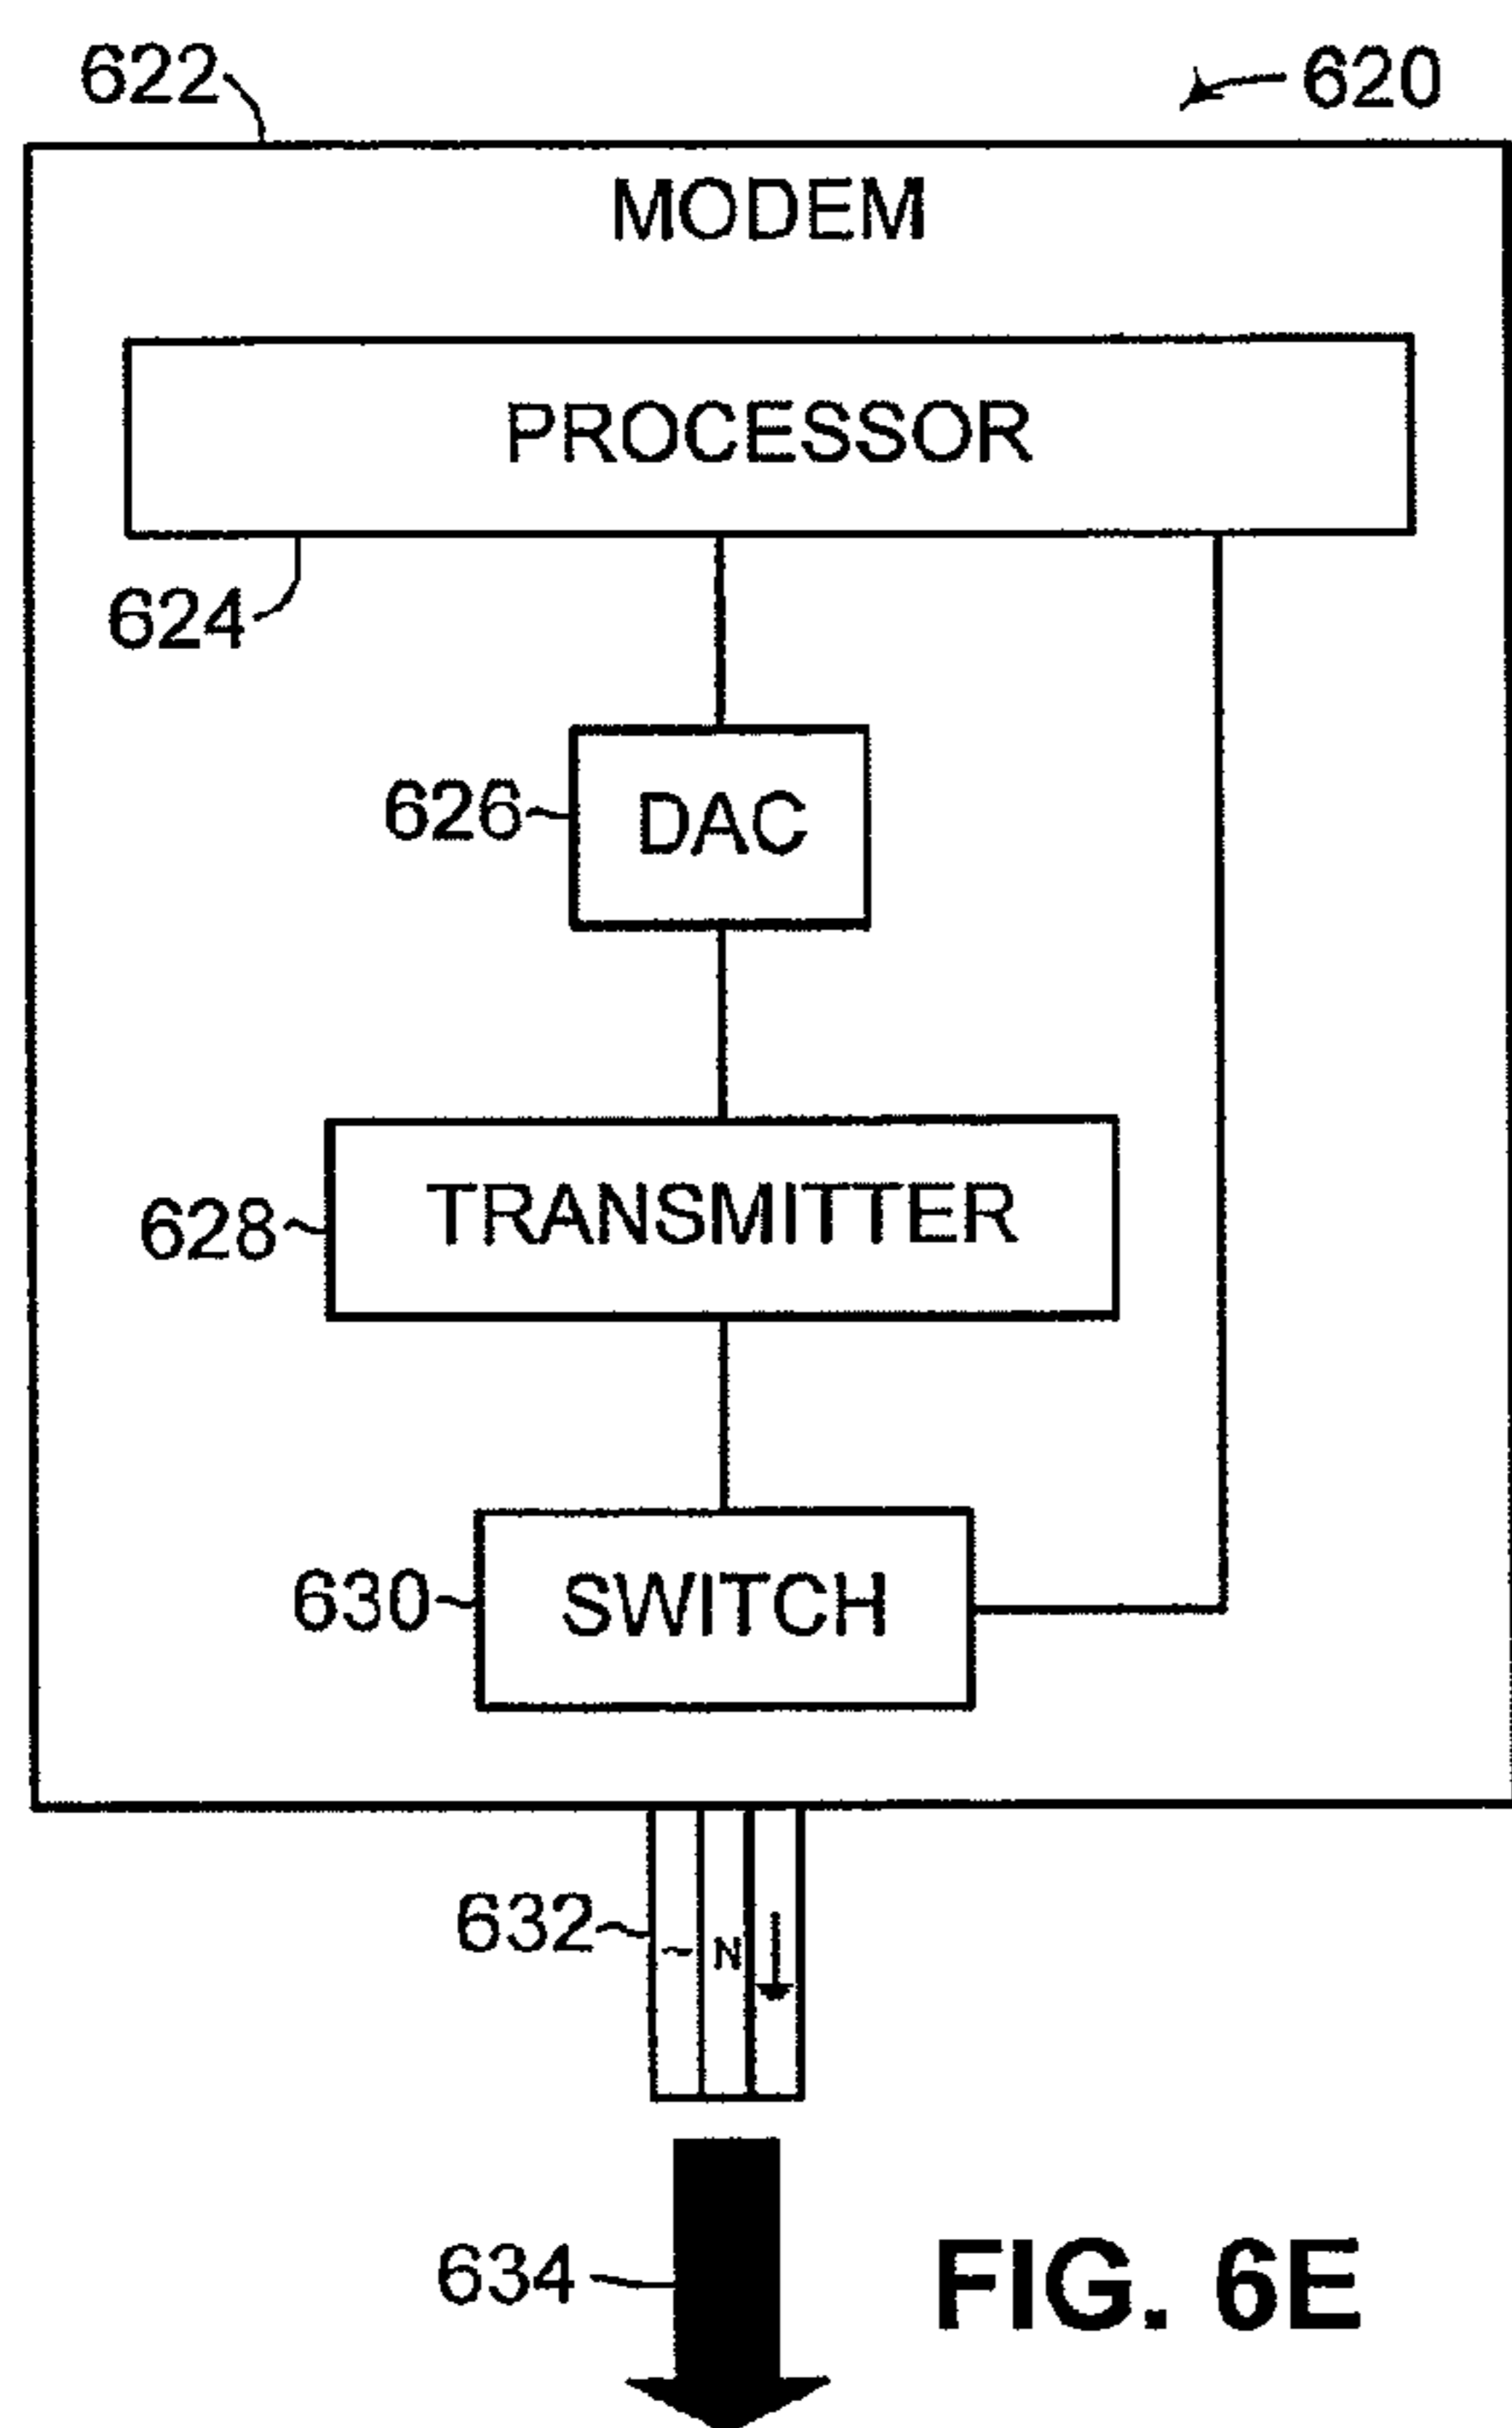 622
620
MODEM
PROCESSOR
624
626
DAC
628
TRANSMITTER
630
SWITCH
632
~ N
634
FIG. 6E